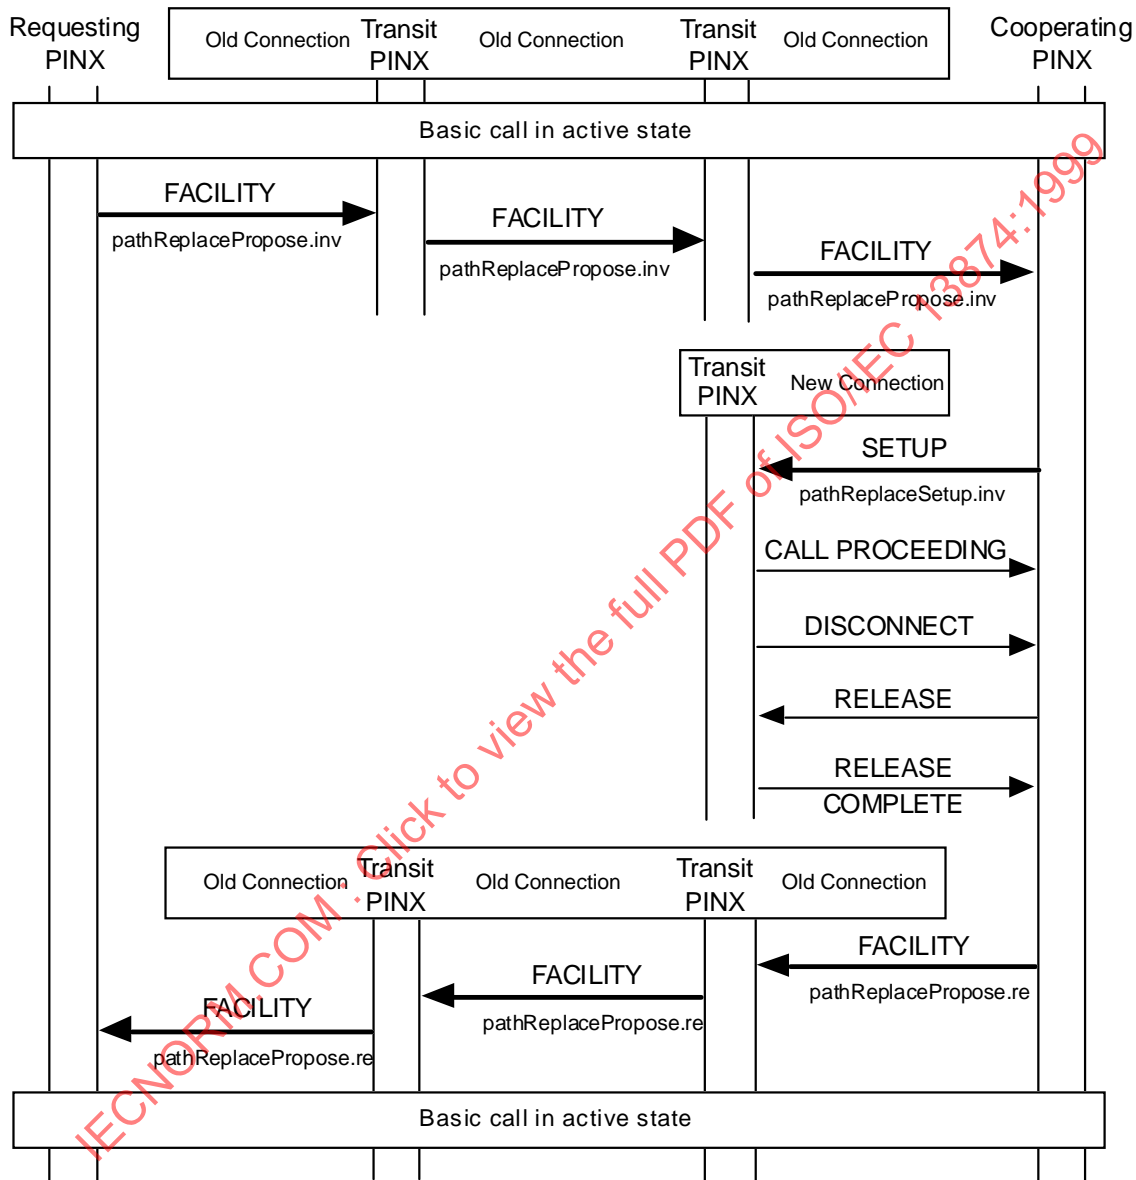 Requesting PINX
Old Connection
Transit PINX
Old Connection
Transit PINX
Old Connection
Cooperating PINX
Basic call in active state
FACILITY
pathReplacePropose.inv
FACILITY
pathReplacePropose.inv
FACILITY
pathReplacePropose.inv
Transit PINX
New Connection
SETUP
pathReplaceSetup.inv
CALL PROCEEDING
DISCONNECT
RELEASE
RELEASE
COMPLETE
Old Connection
Transit PINX
Old Connection
Transit PINX
Old Connection
FACILITY
pathReplacePropose.re
FACILITY
pathReplacePropose.re
FACILITY
pathReplacePropose.re
Basic call in active state
IECNORM.COM : Click to view the full PDF of ISO/IEC 13874:1999